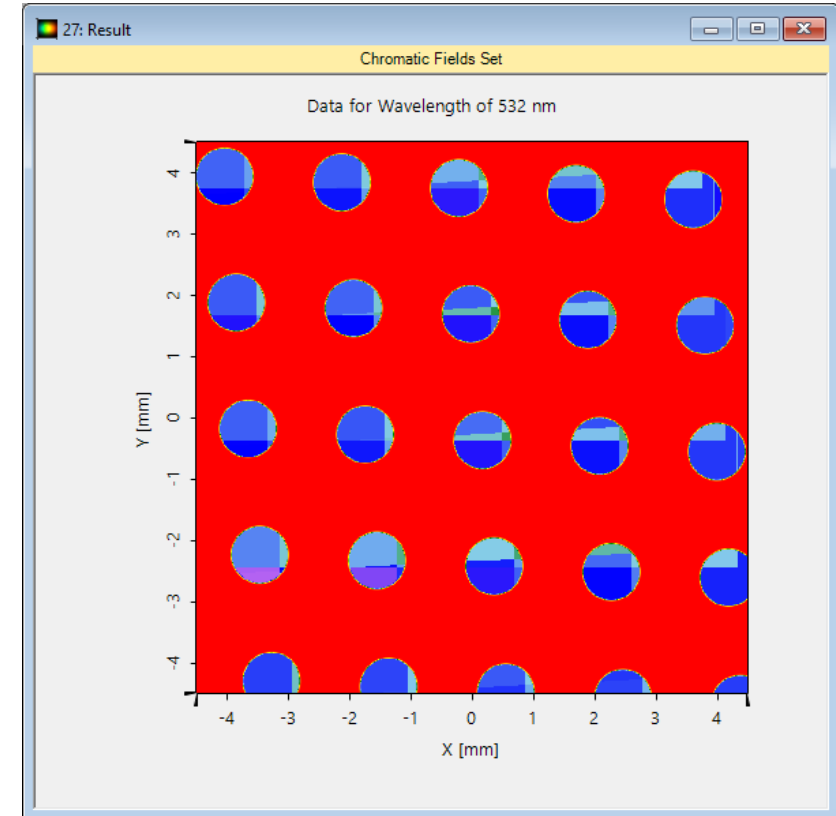 27: Result
Chromatic Fields Set
Data for Wavelength of 532 nm
4
3
2
1
0
-1
-2
-3
-4
Y [mm]
-4 -3 -2 -1 0 1 2 3 4
X [mm]